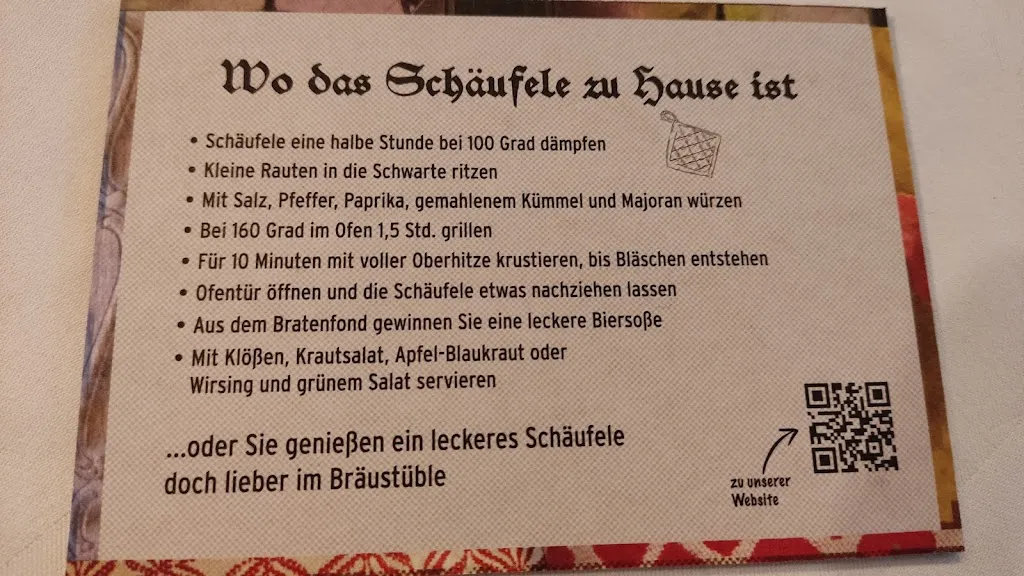 Wo das Schäufele zu Hause ist
• Schäufele eine halbe Stunde bei 100 Grad dämpfen
• Kleine Rauten in die Schwarte ritzen
• Mit Salz, Pfeffer, Paprika, gemahlenem Kümmel und Majoran würzen
• Bei 160 Grad im Ofen 1,5 Std. grillen
• Für 10 Minuten mit voller Oberhitze krustieren, bis Bläschen entstehen
• Ofentür öffnen und die Schäufele etwas nachziehen lassen
• Aus dem Bratenfond gewinnen Sie eine leckere Biersoße
• Mit Klößen, Krautsalat, Apfel-Blaukraut oder
Wirsing und grünem Salat servieren
...oder Sie genießen ein leckeres Schäufele
doch lieber im Bräustüble
zu unserer
Website